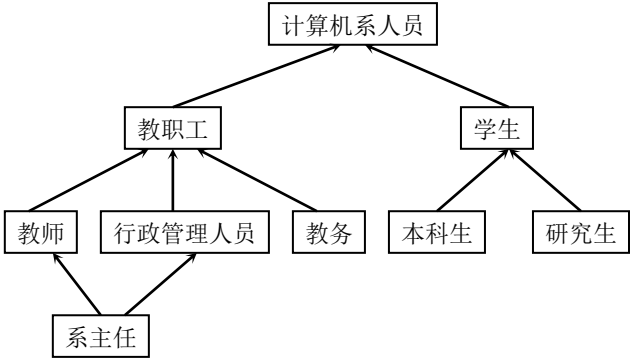 计算机系人员
教职工
学生
教师
行政管理人员
教务
本科生
研究生
系主任